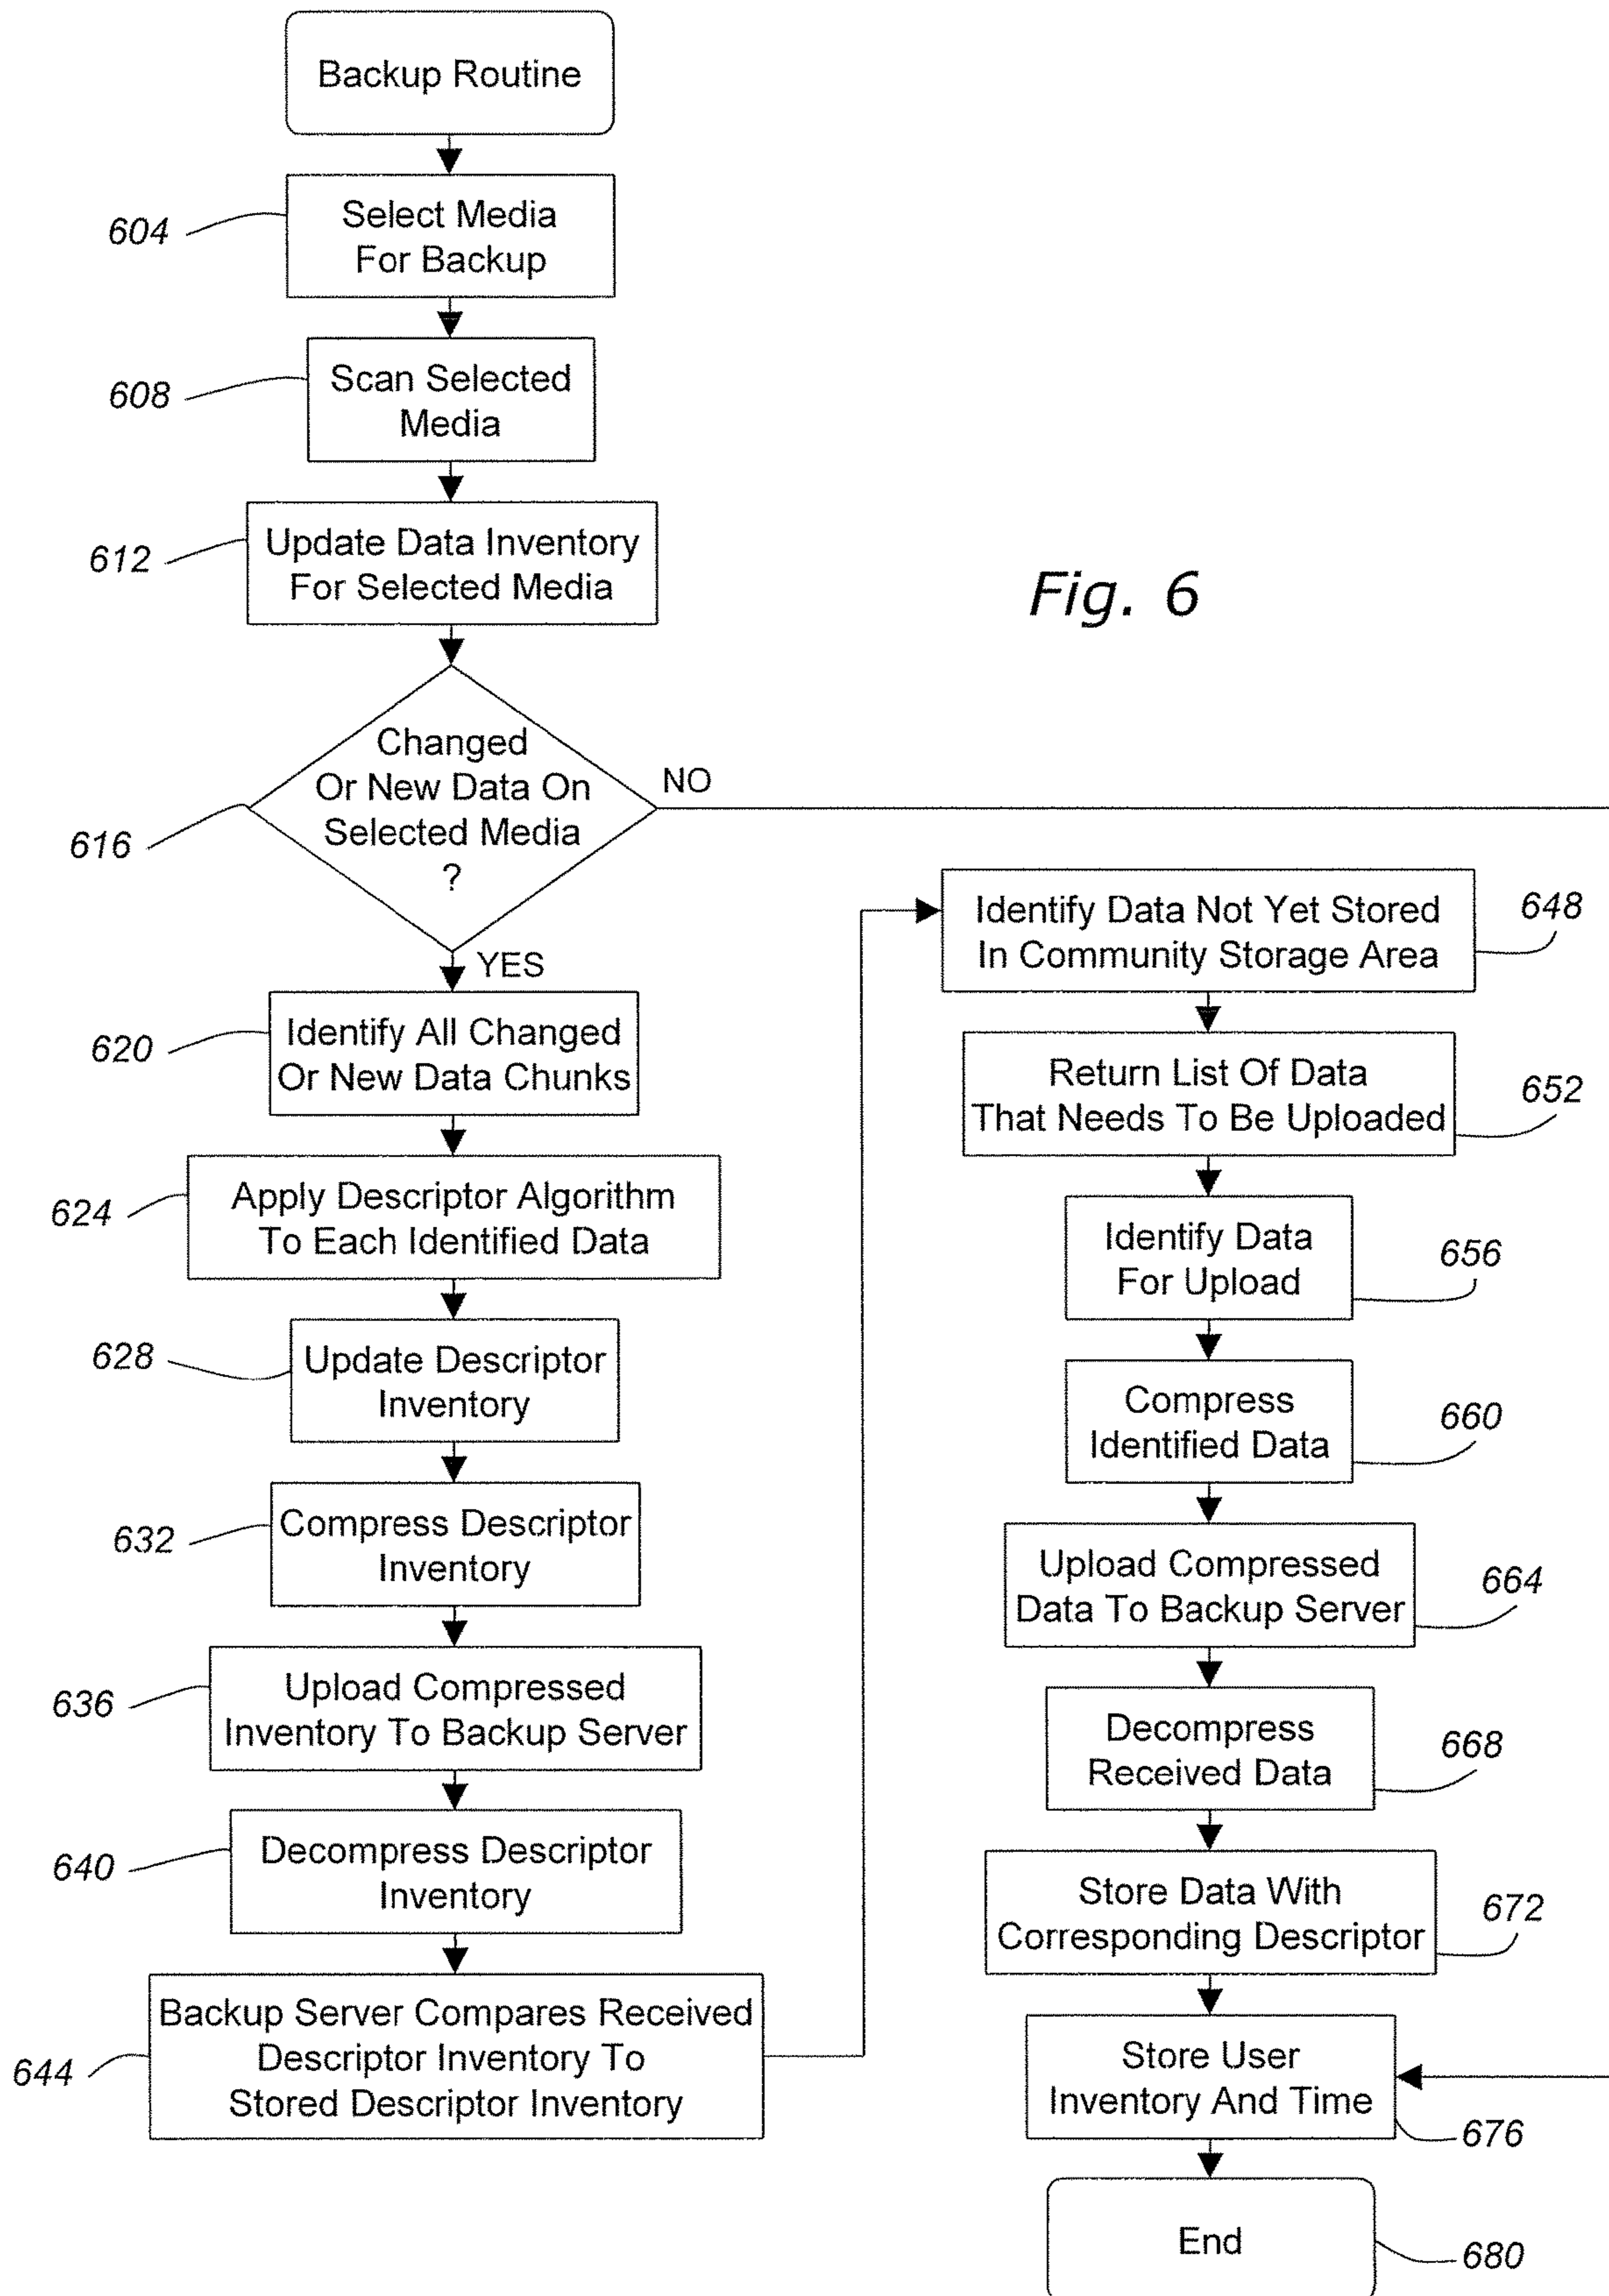 Backup Routine
604
Select Media
For Backup
608
Scan Selected
Media
612
Update Data Inventory
For Selected Media
Fig. 6
616
Changed
Or New Data On
Selected Media
?
NO
YES
620
Identify All Changed
Or New Data Chunks
624
Apply Descriptor Algorithm
To Each Identified Data
628
Update Descriptor
Inventory
632
Compress Descriptor
Inventory
636
Upload Compressed
Inventory To Backup Server
640
Decompress Descriptor
Inventory
644
Backup Server Compares Received
Descriptor Inventory To
Stored Descriptor Inventory
Identify Data Not Yet Stored
In Community Storage Area
648
Return List Of Data
That Needs To Be Uploaded
652
Identify Data
For Upload
656
Compress
Identified Data
660
Upload Compressed
Data To Backup Server
664
Decompress
Received Data
668
Store Data With
Corresponding Descriptor
672
Store User
Inventory And Time
676
End
680